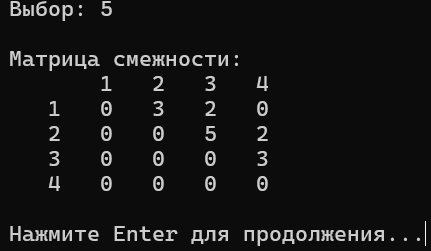 Выбор: 5
Матрица смежности:
1 2 3 4
1 0 3 2 0
2 0 0 5 2
3 0 0 0 3
4 0 0 0 0
Нажмите Enter для продолжения...